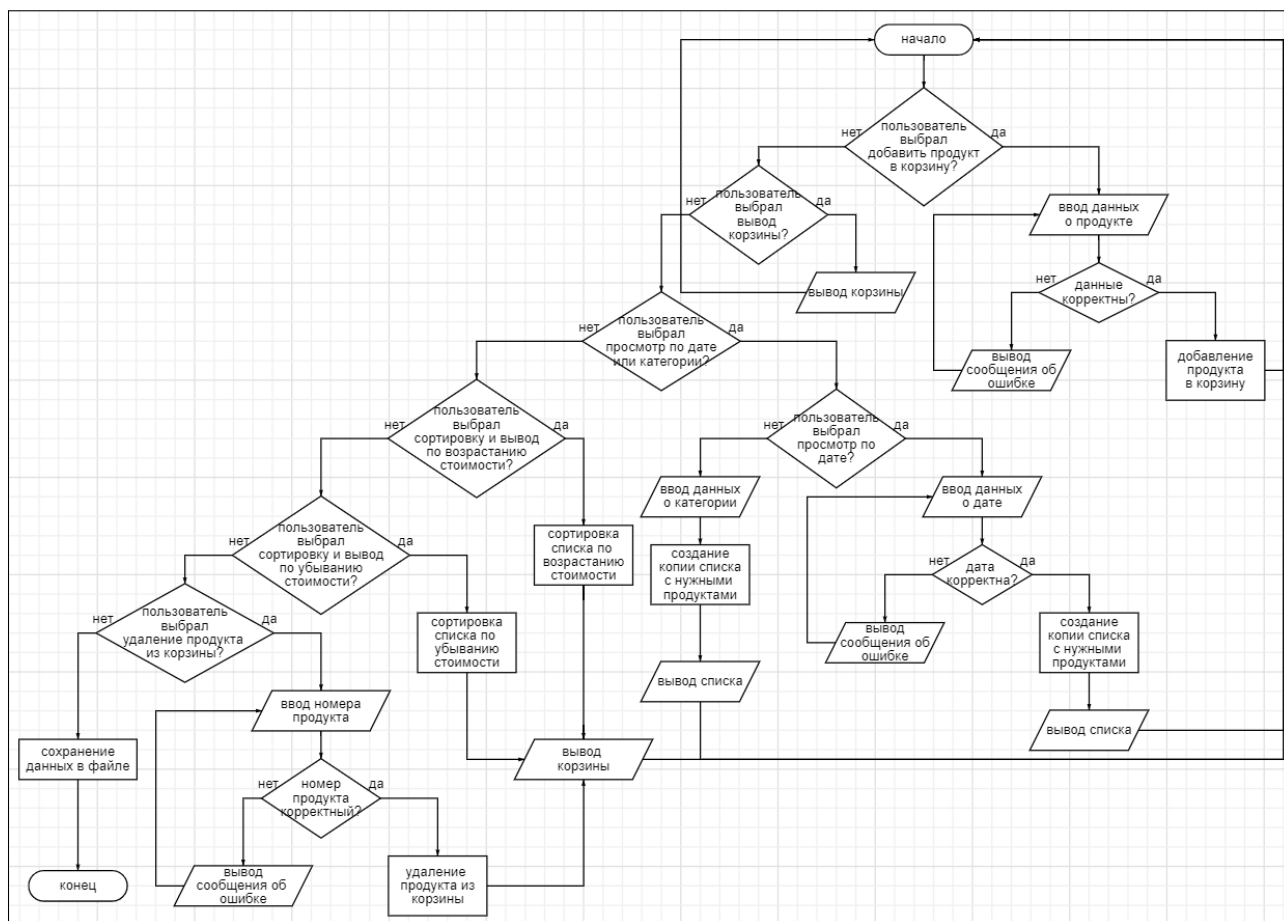 начало
пользователь
выбрал
добавить продукт
в корзину?
нет
да
пользователь
выбрал
вывод
корзины?
нет
да
ввод данных
о продукте
вывод корзины
данные
корректны?
нет
да
вывод
сообщения об
ошибке
добавление
продукта
в корзину
пользователь
выбрал
просмотр по дате
или категории?
нет
да
пользователь
выбрал
сортировку и вывод
по возрастанию
стоимости?
нет
да
пользователь
выбрал
просмотр по
дате?
нет
да
ввод данных
о категории
ввод данных
о дате
пользователь
выбрал
сортировку и вывод
по убыванию
стоимости?
нет
да
сортировка
списка по
возрастанию
стоимости
создание
копии списка
с нужными
продуктами
дата
корректна?
нет
да
пользователь
выбрал
удаление продукта
из корзины?
нет
да
сортировка
списка по
убыванию
стоимости
вывод
сообщения об
ошибке
создание
копии списка
с нужными
продуктами
вывод списка
ввод номера
продукта
вывод списка
сохранение
данных в файле
вывод
корзины
номер
продукта
корректный?
нет
да
конец
вывод
сообщения об
ошибке
удаление
продукта из
корзины